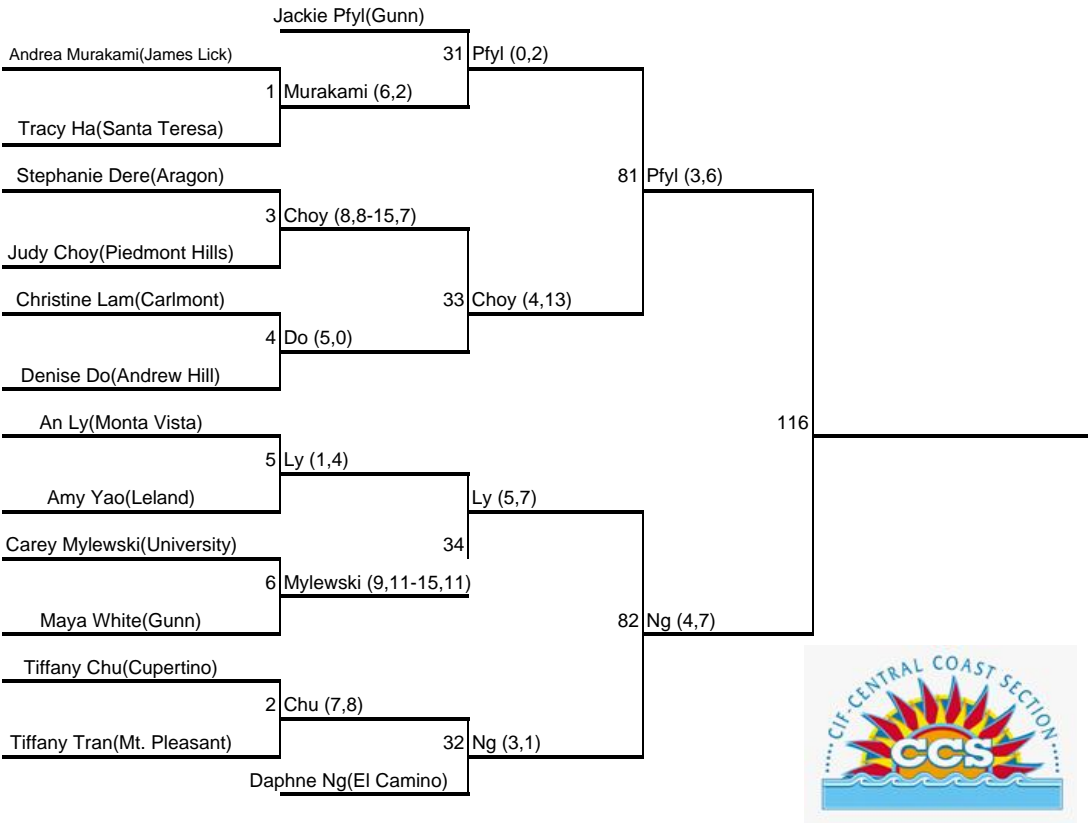 Jackie Pfyl(Gunn)
Andrea Murakami(James Lick)
31 Pfyl (0,2)
1 Murakami (6,2)
Tracy Ha(Santa Teresa)
Stephanie Dere(Aragon)
81 Pfyl (3,6)
3 Choy (8,8-15,7)
Judy Choy(Piedmont Hills)
Christine Lam(Carlmont)
33 Choy (4,13)
4 Do (5,0)
Denise Do(Andrew Hill)
An Ly(Monta Vista)
116
5 Ly (1,4)
Amy Yao(Leland)
Ly (5,7)
Carey Mylewski(University)
34
6 Mylewski (9,11-15,11)
Maya White(Gunn)
82 Ng (4,7)
Tiffany Chu(Cupertino)
2 Chu (7,8)
Tiffany Tran(Mt. Pleasant)
32 Ng (3,1)
Daphne Ng(El Camino)
CIF-CENTRAL COAST SECTION
CCS